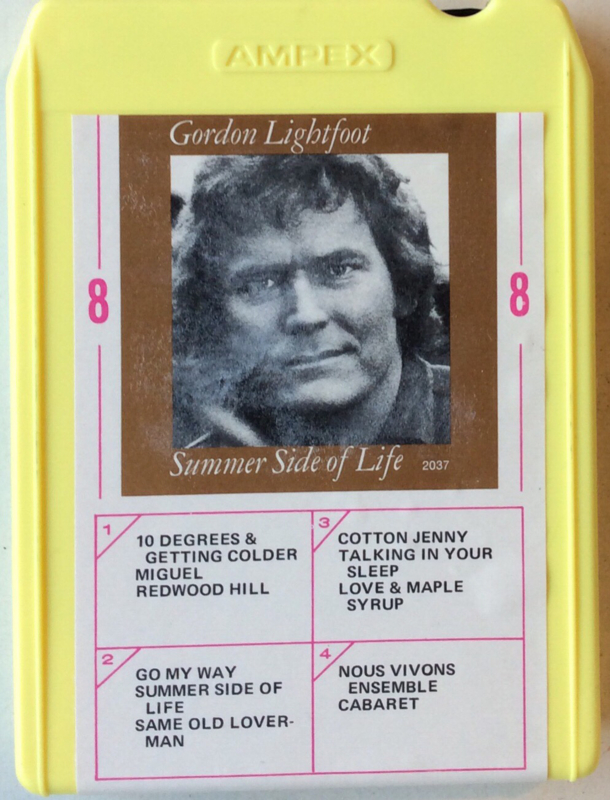 AMPEX
Gordon Lightfoot
8
8
Summer Side of Life 2037
1
10 DEGREES &
GETTING COLDER
MIGUEL
REDWOOD HILL
2
GO MY WAY
SUMMER SIDE OF
LIFE
SAME OLD LOVER-
MAN
3
COTTON JENNY
TALKING IN YOUR
SLEEP
LOVE & MAPLE
SYRUP
4
NOUS VIVONS
ENSEMBLE
CABARET